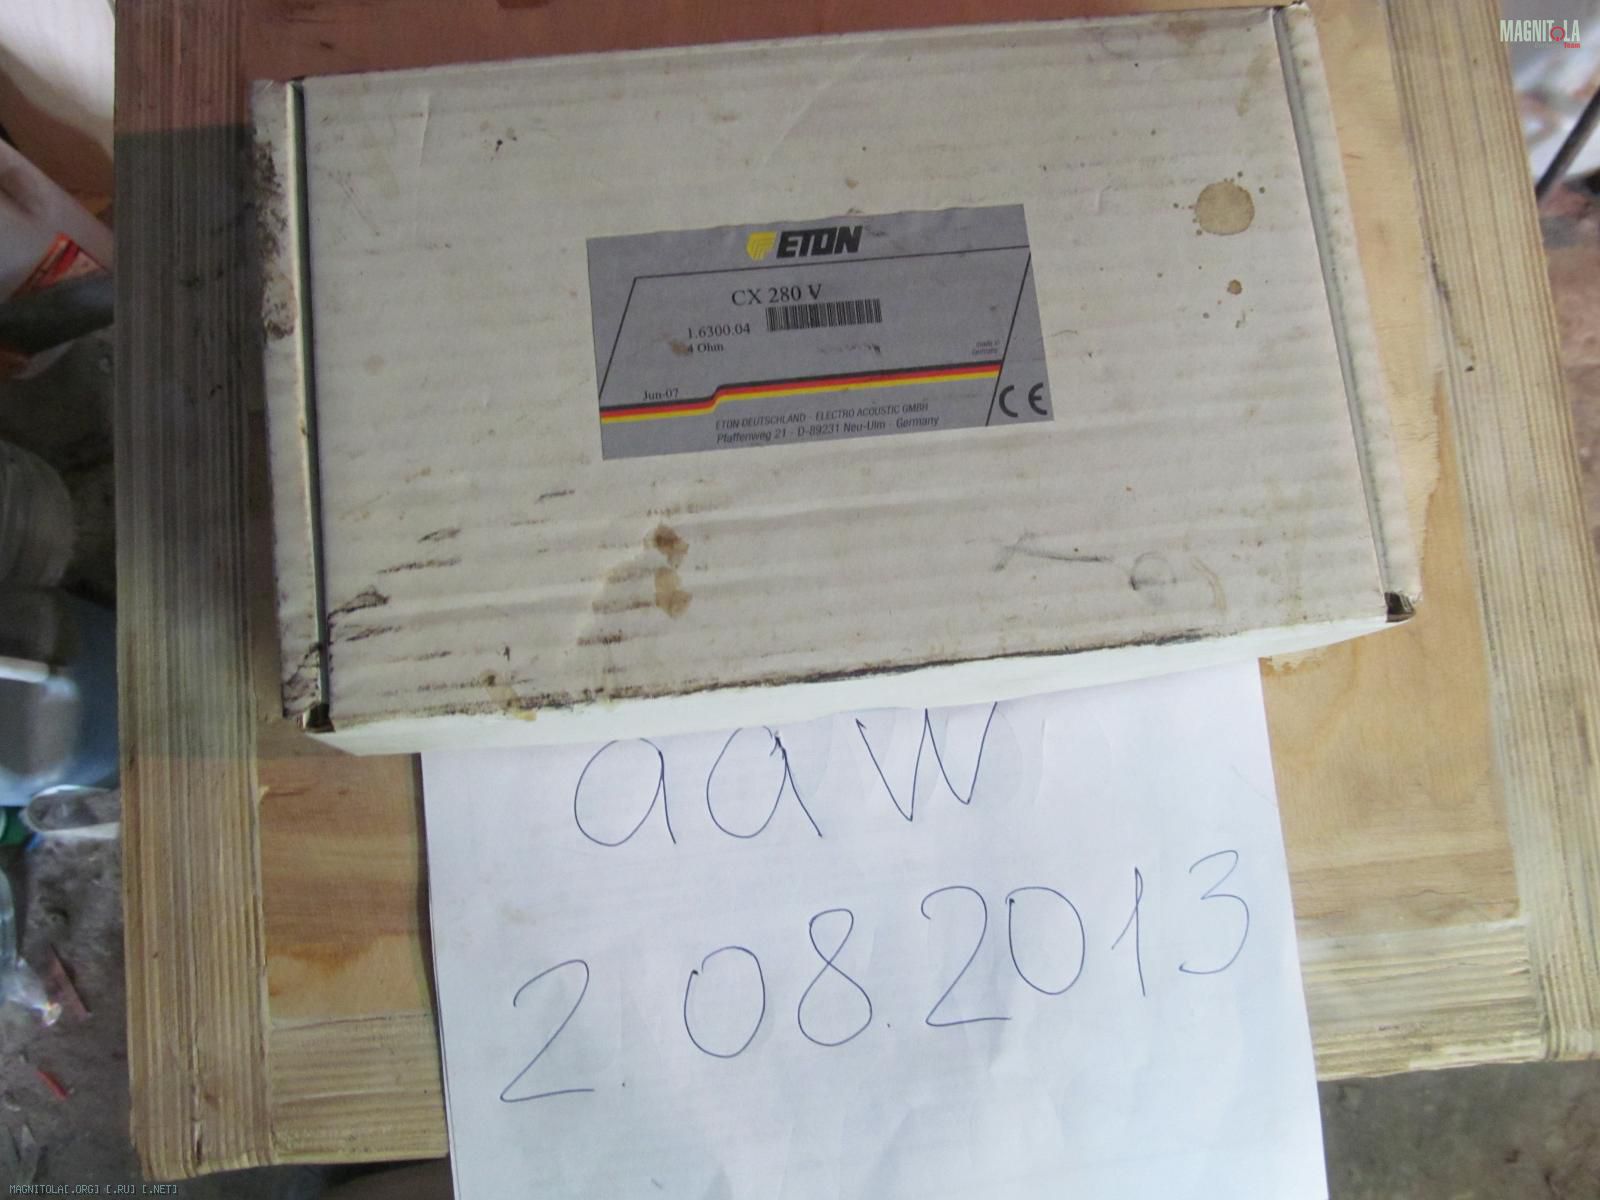 MAGNITOLA
Team
ETON
CX 280 V
1.6300.04
4 Ohm
made in
Germany
Jun-07
CE
ETON DEUTSCHLAND - ELECTRO ACOUSTIC GMBH
Pfaffenweg 21 - D-89231 Neu-Ulm - Germany
aaw
2.08.2013
MAGNITOLA[.ORG] [.RU] [.NET]